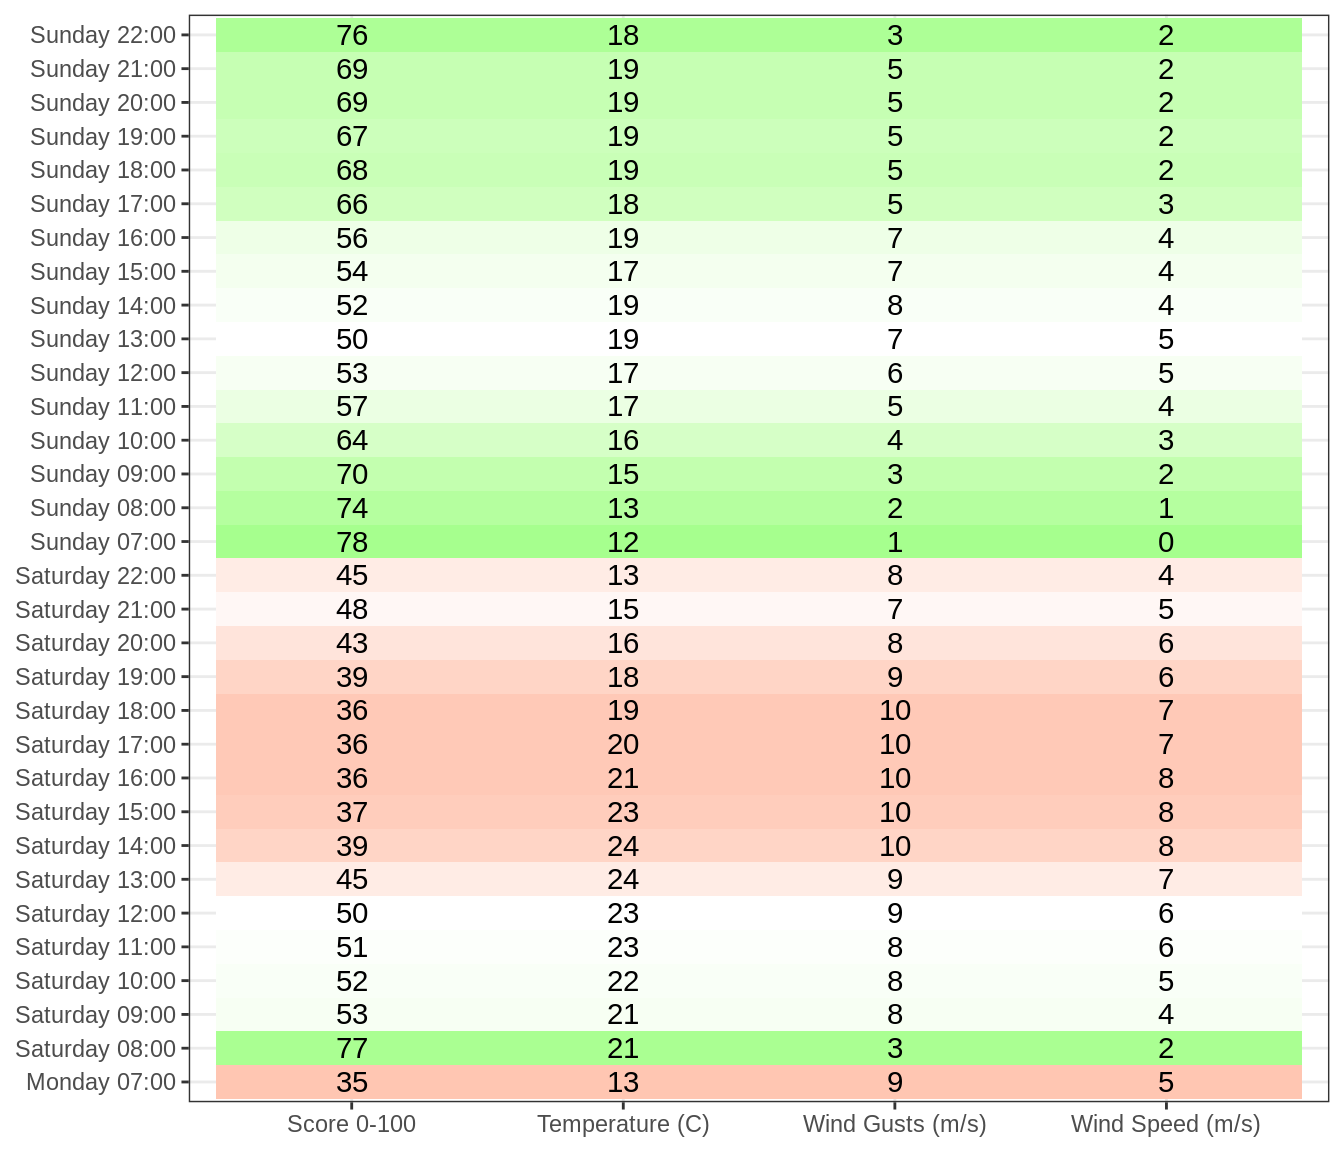 Sunday 22:00 76 18 3 2
Sunday 21:00 69 19 5 2
Sunday 20:00 69 19 5 2
Sunday 19:00 67 19 5 2
Sunday 18:00 68 19 5 2
Sunday 17:00 66 18 5 3
Sunday 16:00 56 19 7 4
Sunday 15:00 54 17 7 4
Sunday 14:00 52 19 8 4
Sunday 13:00 50 19 7 5
Sunday 12:00 53 17 6 5
Sunday 11:00 57 17 5 4
Sunday 10:00 64 16 4 3
Sunday 09:00 70 15 3 2
Sunday 08:00 74 13 2 1
Sunday 07:00 78 12 1 0
Saturday 22:00 45 13 8 4
Saturday 21:00 48 15 7 5
Saturday 20:00 43 16 8 6
Saturday 19:00 39 18 9 6
Saturday 18:00 36 19 10 7
Saturday 17:00 36 20 10 7
Saturday 16:00 36 21 10 8
Saturday 15:00 37 23 10 8
Saturday 14:00 39 24 10 8
Saturday 13:00 45 24 9 7
Saturday 12:00 50 23 9 6
Saturday 11:00 51 23 8 6
Saturday 10:00 52 22 8 5
Saturday 09:00 53 21 8 4
Saturday 08:00 77 21 3 2
Monday 07:00 35 13 9 5
Score 0-100 Temperature (C) Wind Gusts (m/s) Wind Speed (m/s)